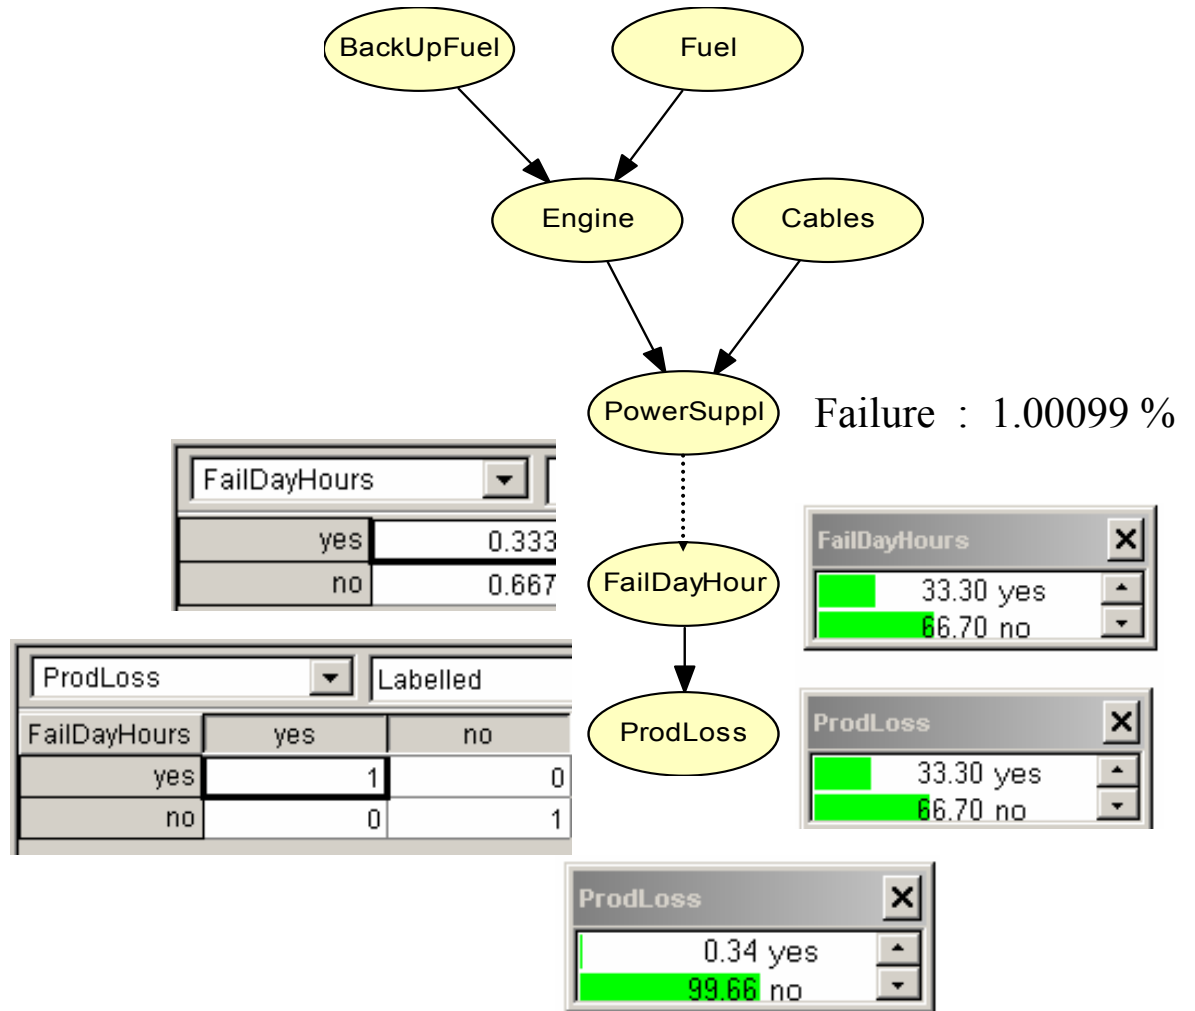 BackUpFuel
Fuel
Engine
Cables
PowerSuppl
Failure : 1.00099 %
FailDayHours
yes 0.333
no 0.667
FailDayHour
FailDayHours
33.30 yes
66.70 no
ProdLoss Labelled
FailDayHours yes no
yes 1 0
no 0 1
ProdLoss
ProdLoss
33.30 yes
66.70 no
ProdLoss
0.34 yes
99.66 no